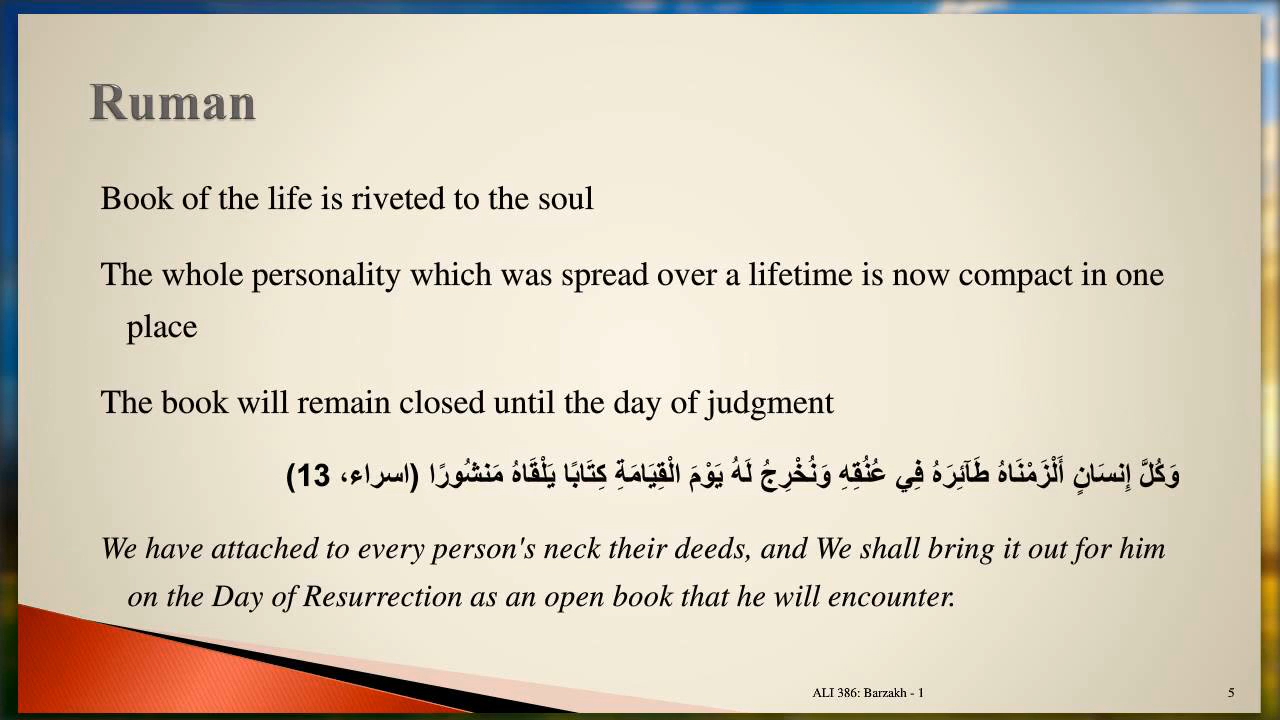 Ruman
Book of the life is riveted to the soul
The whole personality which was spread over a lifetime is now compact in one
place
The book will remain closed until the day of judgment
وَكُلَّ إِنسَانٍ أَلْزَمْنَاهُ طَآئِرَهُ فِي عُنُقِهِ وَنُخْرِجُ لَهُ يَوْمَ الْقِيَامَةِ كِتَابًا يَلْقَاهُ مَنشُورًا (اسراء، 13)
We have attached to every person's neck their deeds, and We shall bring it out for him
on the Day of Resurrection as an open book that he will encounter.
ALI 386: Barzakh - 1
5